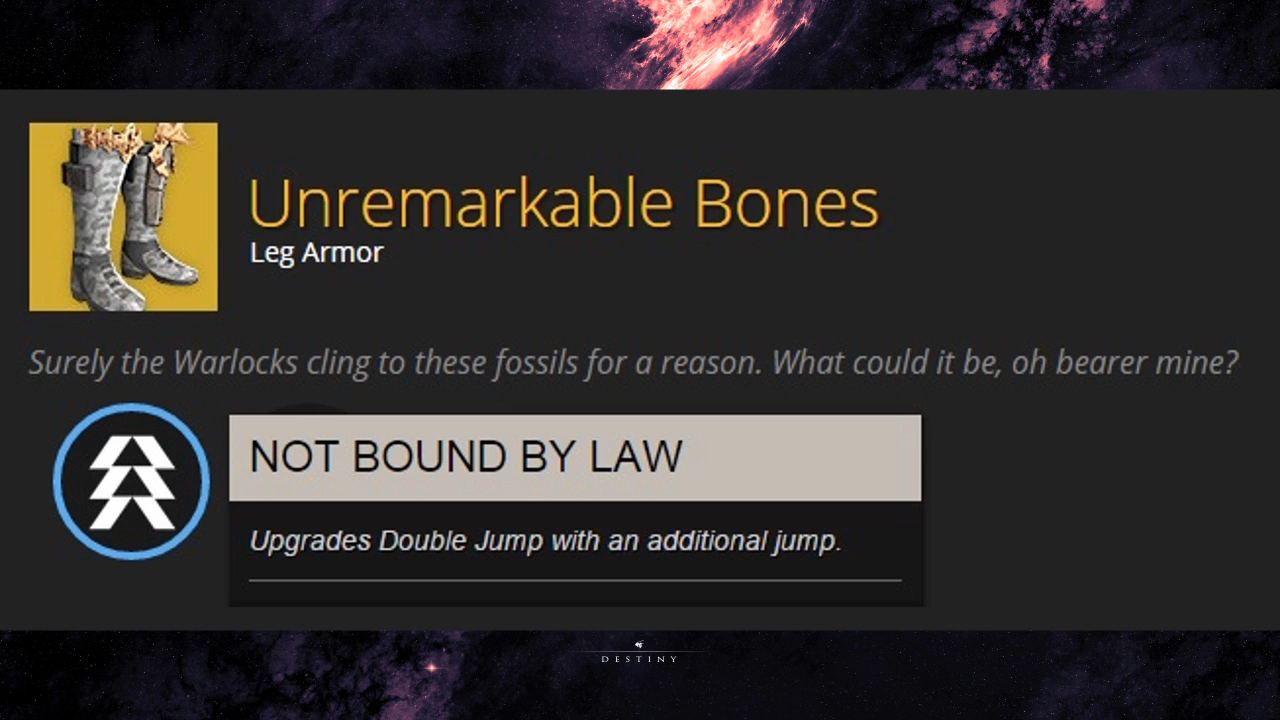 Unremarkable Bones
Leg Armor
Surely the Warlocks cling to these fossils for a reason. What could it be, oh bearer mine?
NOT BOUND BY LAW
Upgrades Double Jump with an additional jump.
DESTINY